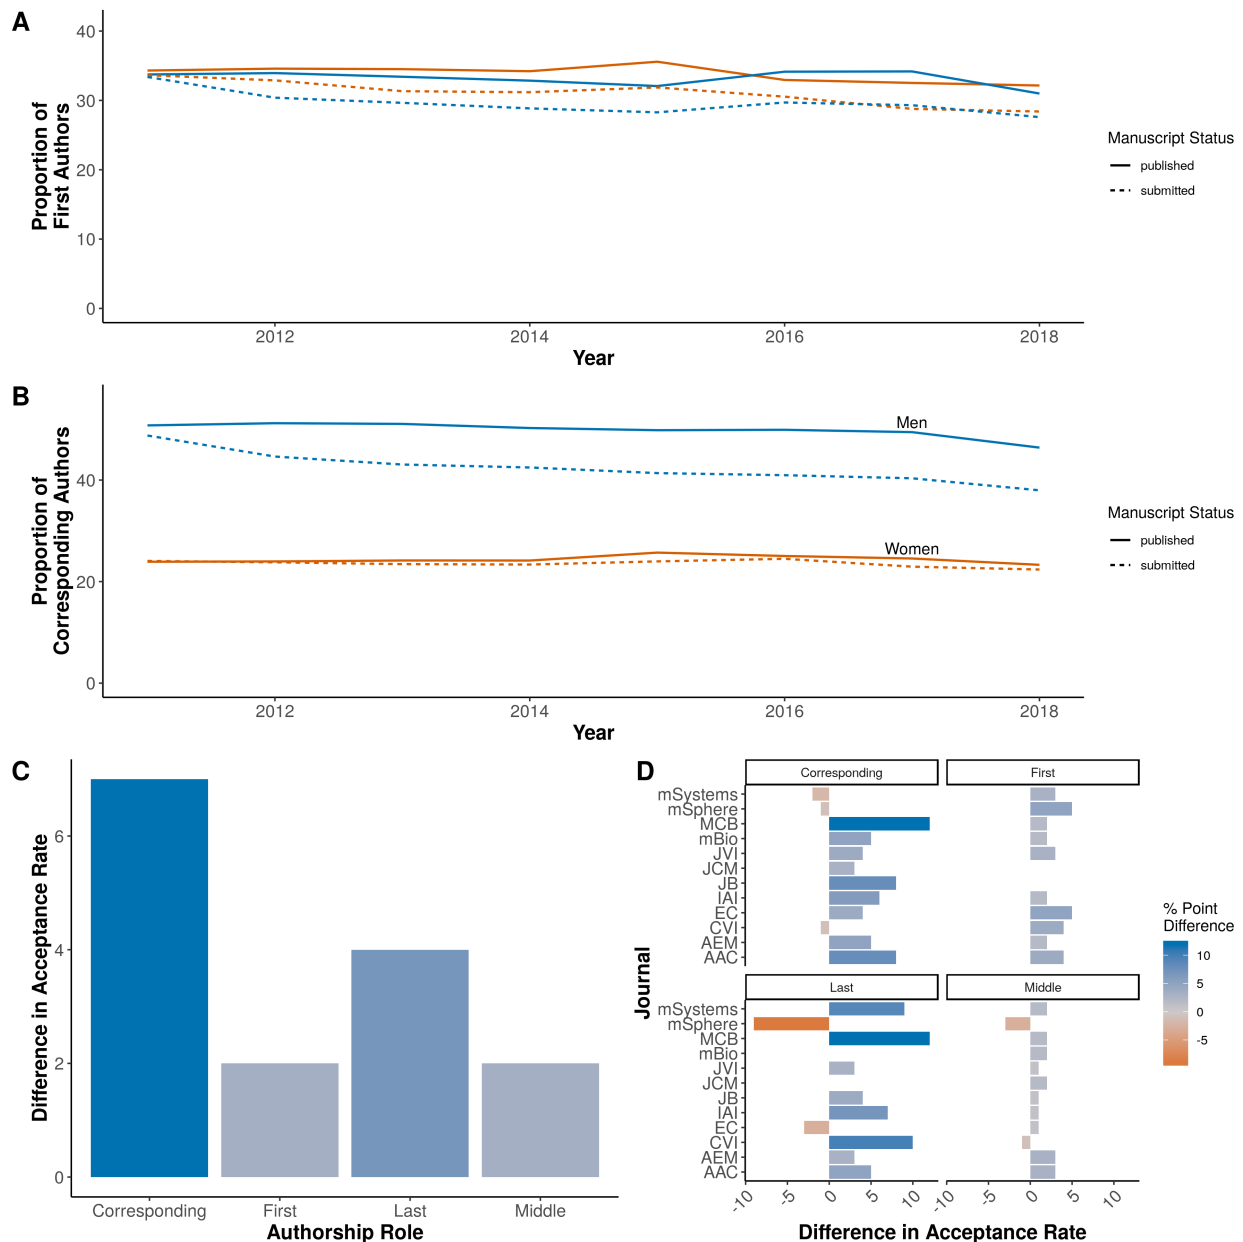 A
40
30
20
10
0
Proportion of
First Authors
2012
2014
2016
2018
Year
Manuscript Status
published
submitted
B
40
20
0
Proportion of
Corresponding Authors
Men
Women
2012
2014
2016
2018
Year
Manuscript Status
published
submitted
C
6
4
2
0
Difference in Acceptance Rate
Corresponding
First
Last
Middle
Authorship Role
D
Corresponding
First
mSystems
mSphere
MCB
mBio
JVI
JCM
JB
IAI
EC
CVI
AEM
AAC
Journal
Last
Middle
mSystems
mSphere
MCB
mBio
JVI
JCM
JB
IAI
EC
CVI
AEM
AAC
-10
-5
0
5
10
-10
-5
0
5
10
Difference in Acceptance Rate
% Point
Difference
10
5
0
-5